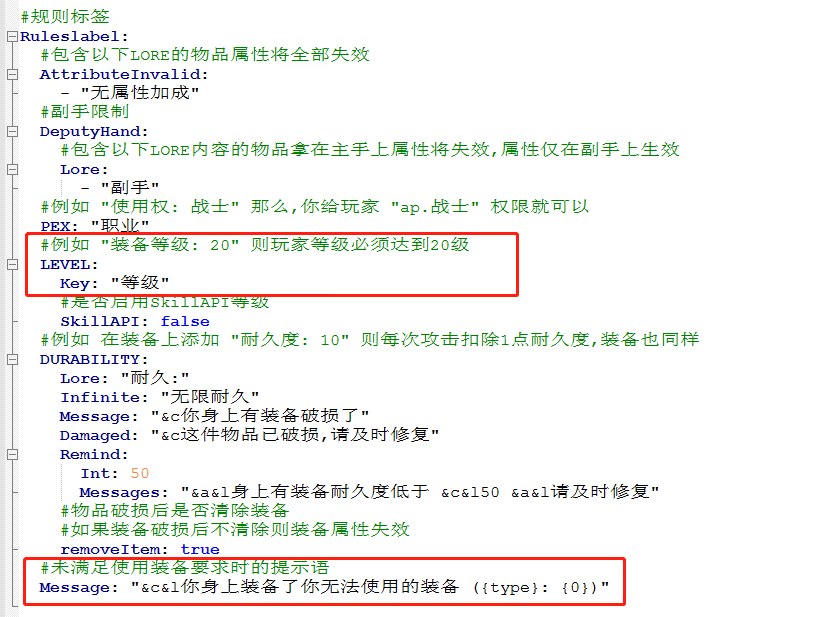 #规则标签
Ruleslabel:
#包含以下LORE的物品属性将全部失效
AttributeInvalid:
- "无属性加成"
#副手限制
DeputyHand:
#包含以下LORE内容的物品拿在主手上属性将失效,属性仅在副手上生效
Lore:
- "副手"
#例如 "使用权: 战士" 那么,你给玩家 "ap.战士" 权限就可以
PEX: "职业"
#例如 "装备等级: 20" 则玩家等级必须达到20级
LEVEL:
Key: "等级"
#是否启用SkillAPI等级
SkillAPI: false
#例如 在装备上添加 "耐久度: 10" 则每次攻击扣除1点耐久度,装备也同样
DURABILITY:
Lore: "耐久:"
Infinite: "无限耐久"
Message: "&c你身上有装备破损了"
Damaged: "&c这件物品已破损,请及时修复"
Remind:
Int: 50
Messages: "&a&l身上有装备耐久度低于 &c&l50 &a&l请及时修复"
#物品破损后是否清除装备
#如果装备破损后不清除则装备属性失效
removeItem: true
#未满足使用装备要求时的提示语
Message: "&c&l你身上装备了你无法使用的装备 ({type}: {0})"